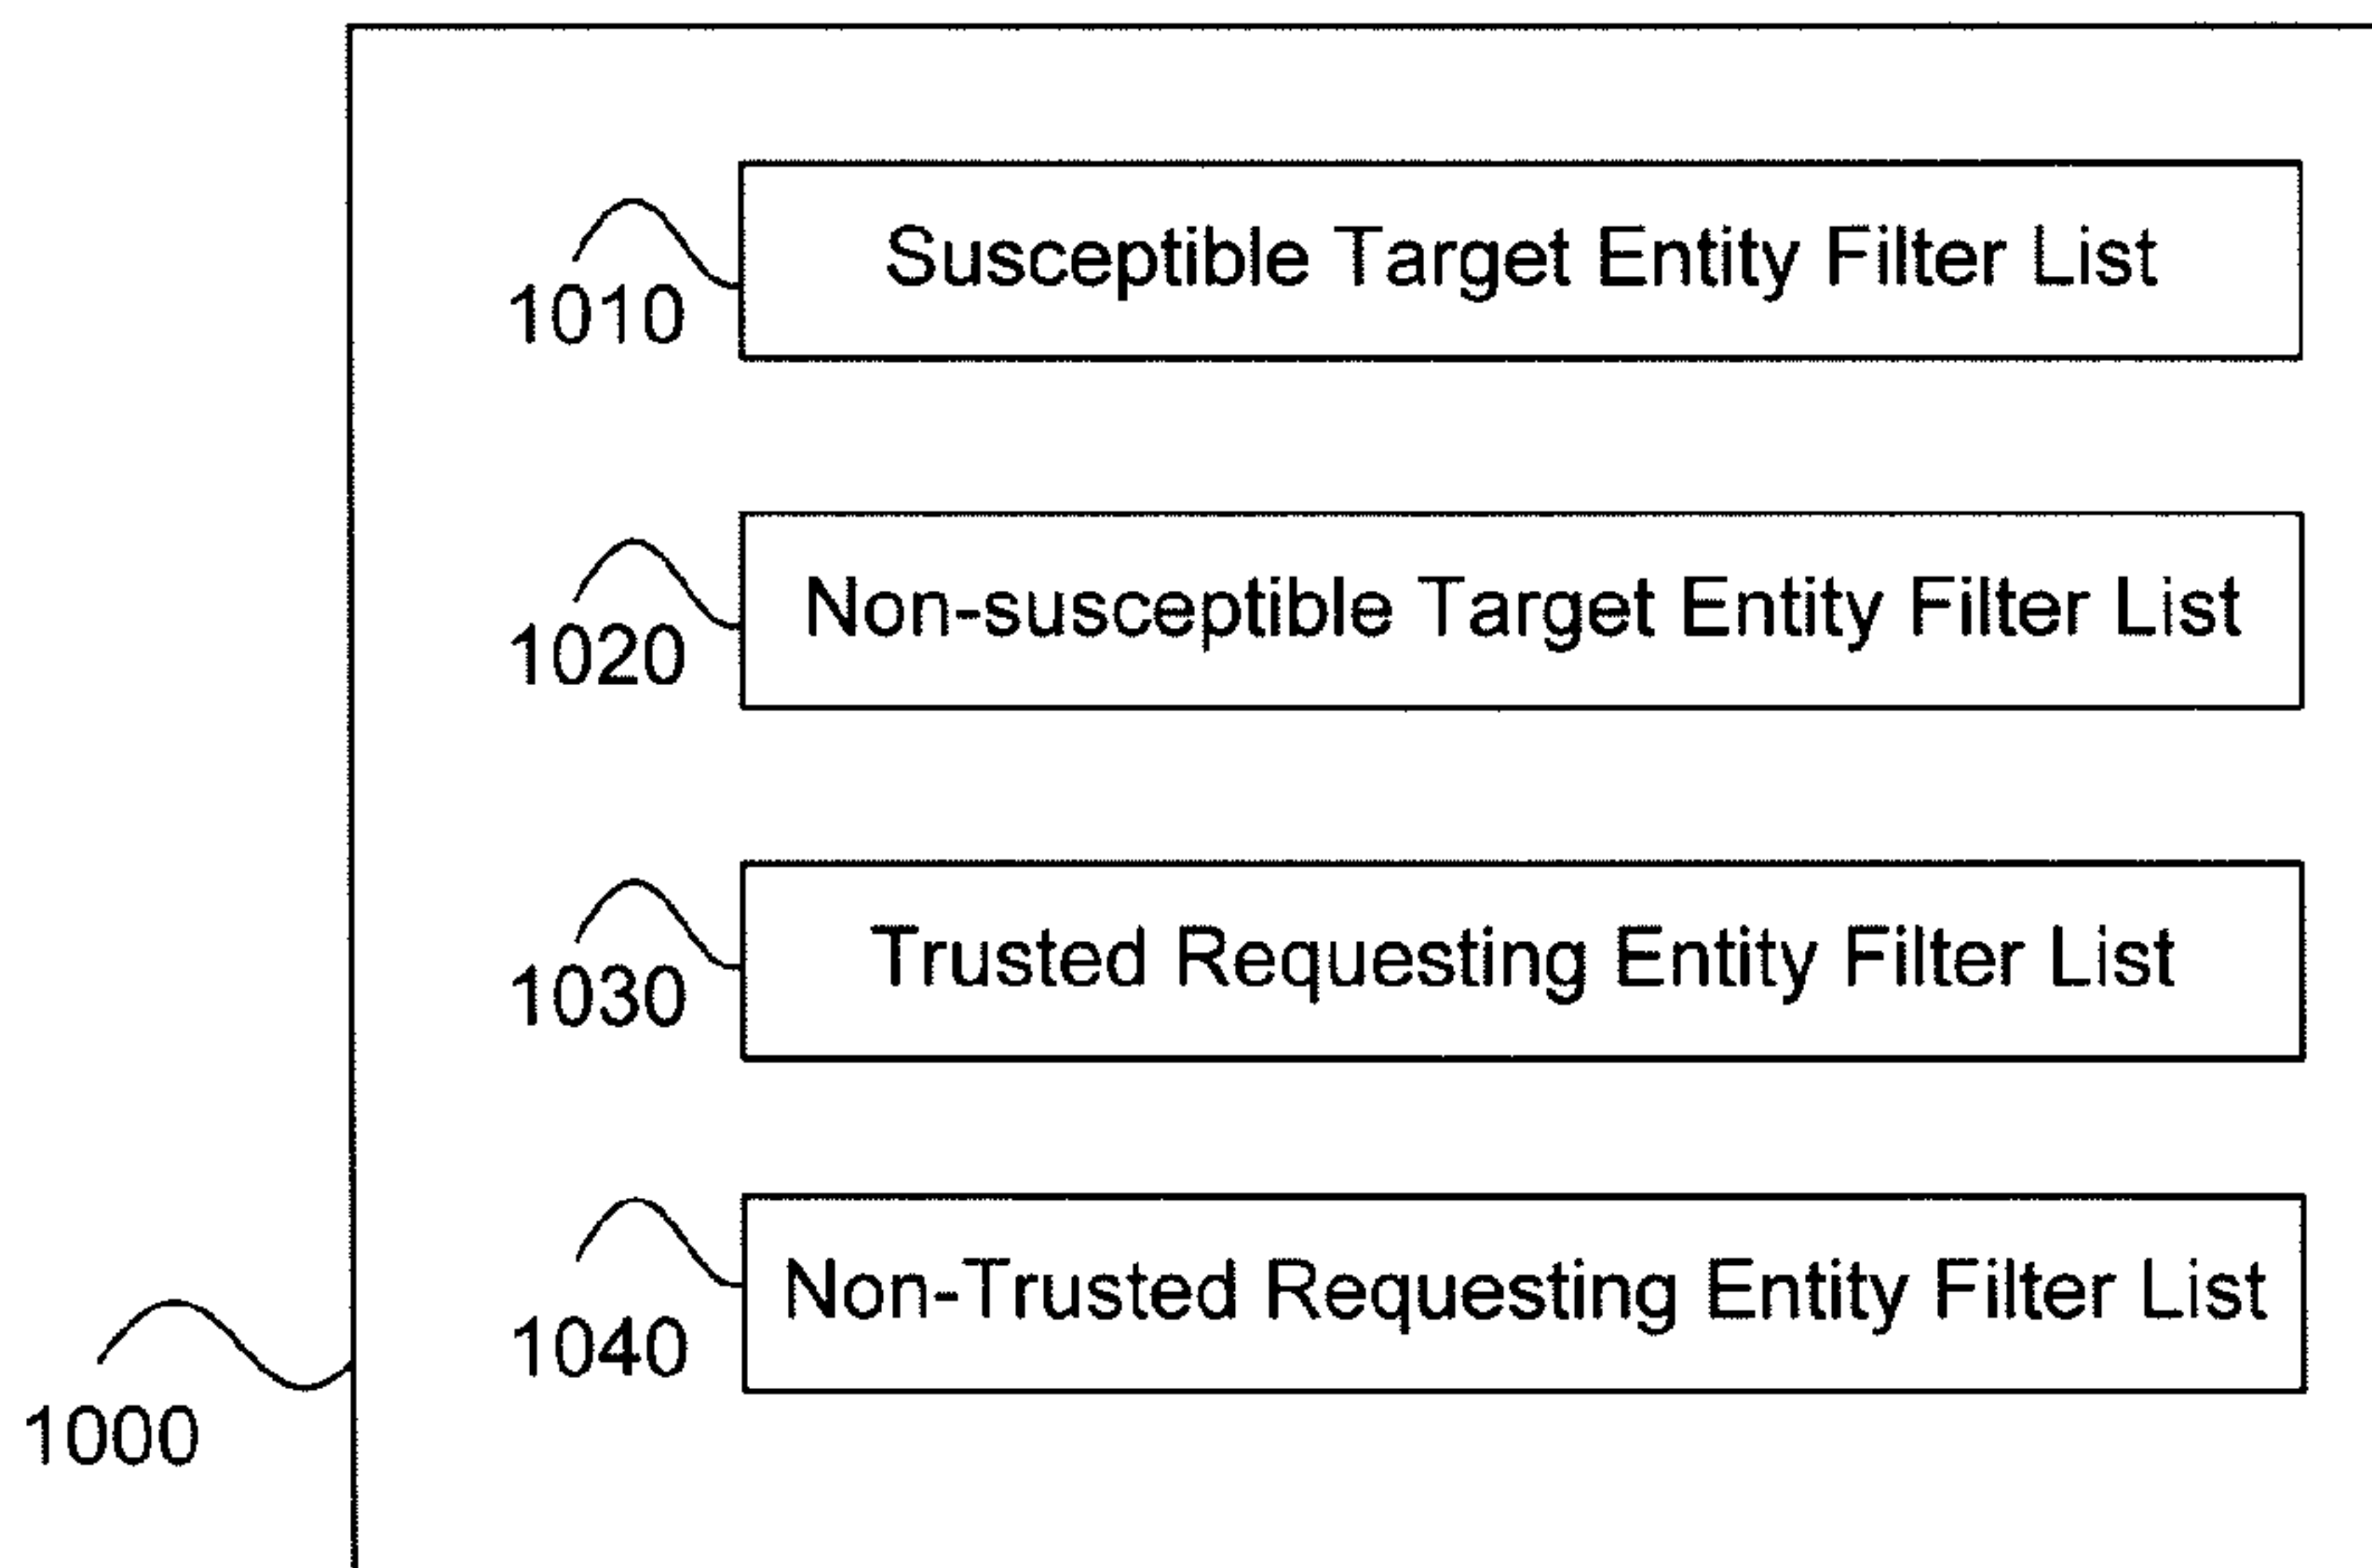 Susceptible Target Entity Filter List
1010
Non-susceptible Target Entity Filter List
1020
Trusted Requesting Entity Filter List
1030
Non-Trusted Requesting Entity Filter List
1040
1000